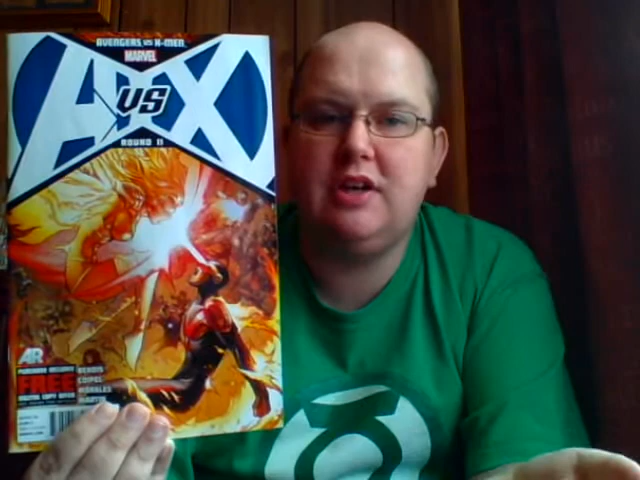 AVENGERS VS X-MEN
MARVEL
A VS X
ROUND 11
AR
FREE
BENDIS
COIPEL
MORALES